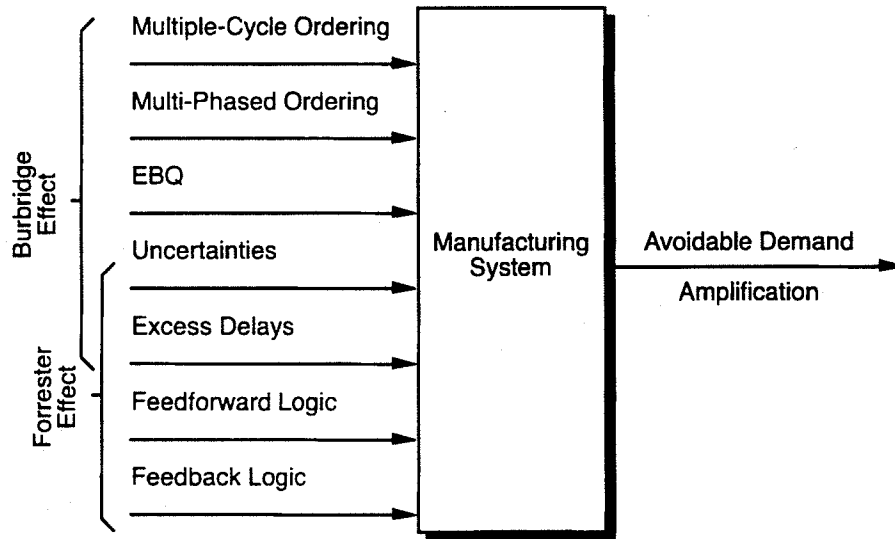 Multiple-Cycle Ordering
Multi-Phased Ordering
EBQ
Uncertainties
Excess Delays
Feedforward Logic
Feedback Logic
Burbridge
Effect
Forrester
Effect
Manufacturing
System
Avoidable Demand
Amplification